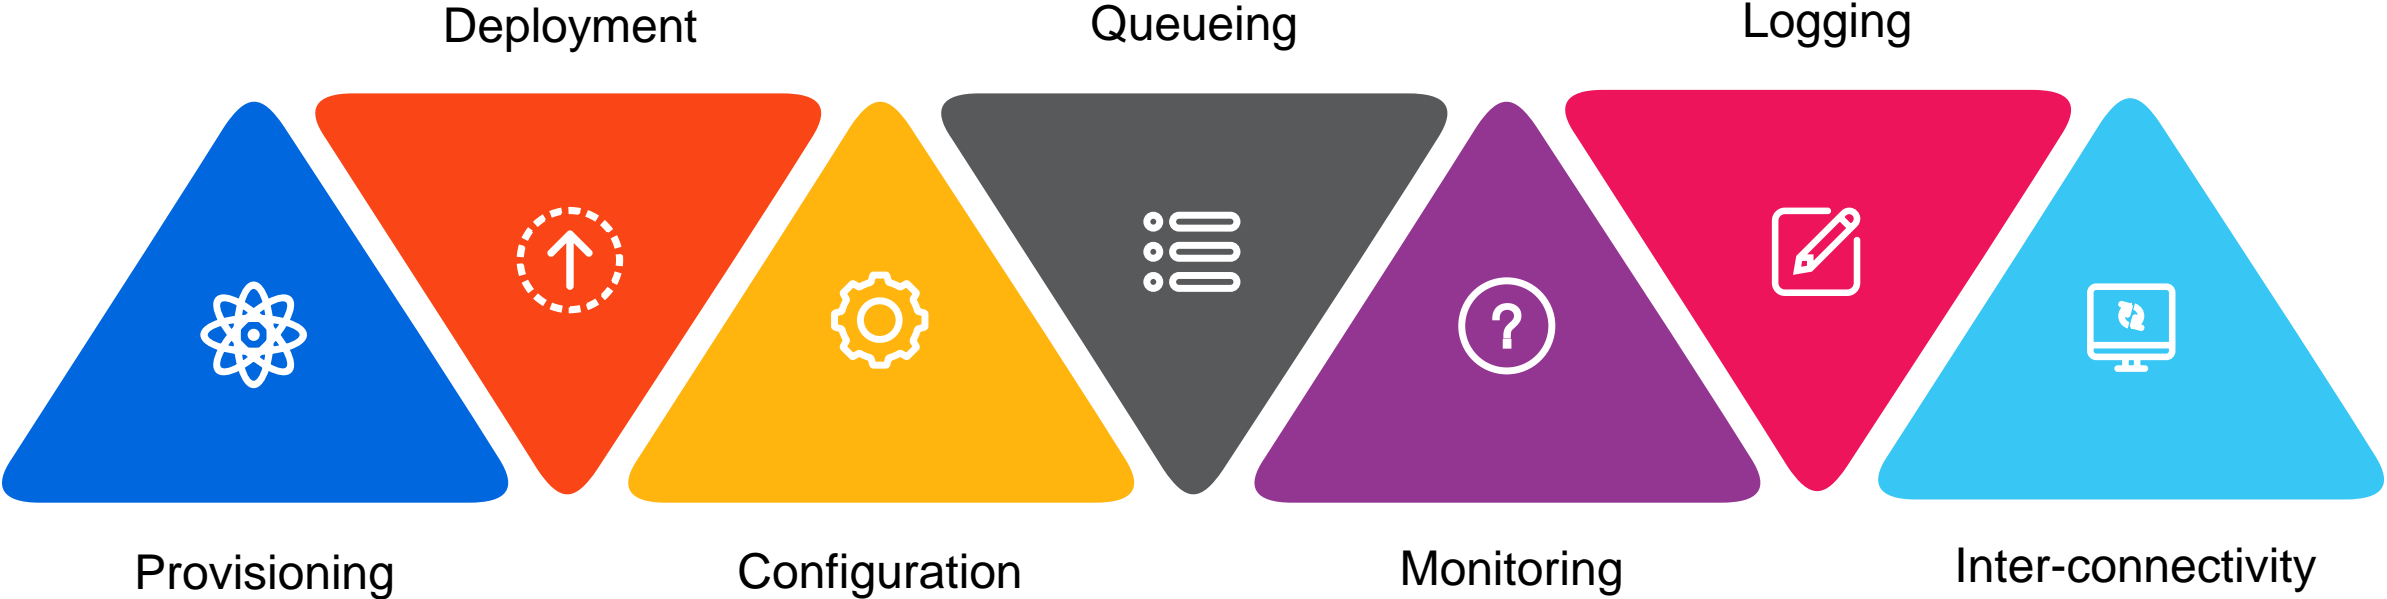 Deployment
Queueing
Logging
Provisioning
Configuration
Monitoring
Inter-connectivity